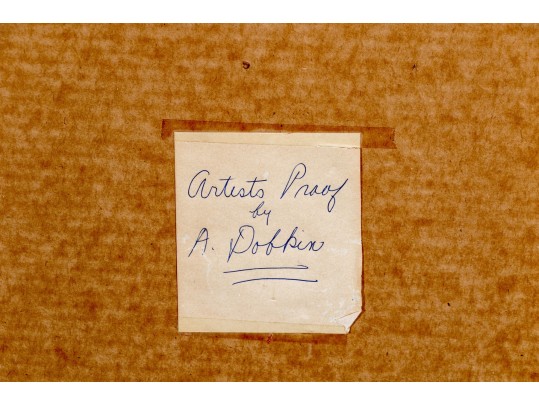 Artists Proof
by
A. Dobkin